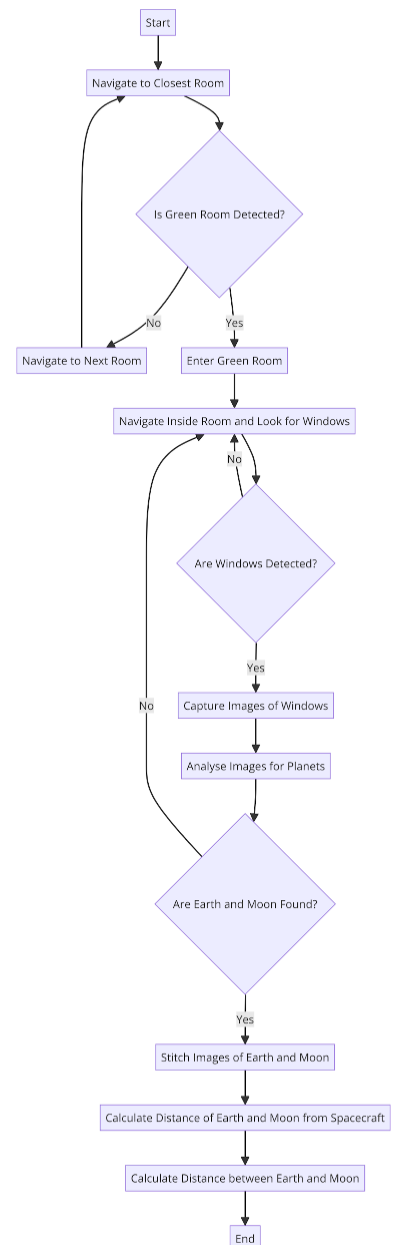 Start
Navigate to Closest Room
Is Green Room Detected?
No
Yes
Navigate to Next Room
Enter Green Room
Navigate Inside Room and Look for Windows
No
Are Windows Detected?
Yes
No
Capture Images of Windows
Analyse Images for Planets
Are Earth and Moon Found?
Yes
Stitch Images of Earth and Moon
Calculate Distance of Earth and Moon from Spacecraft
Calculate Distance between Earth and Moon
End